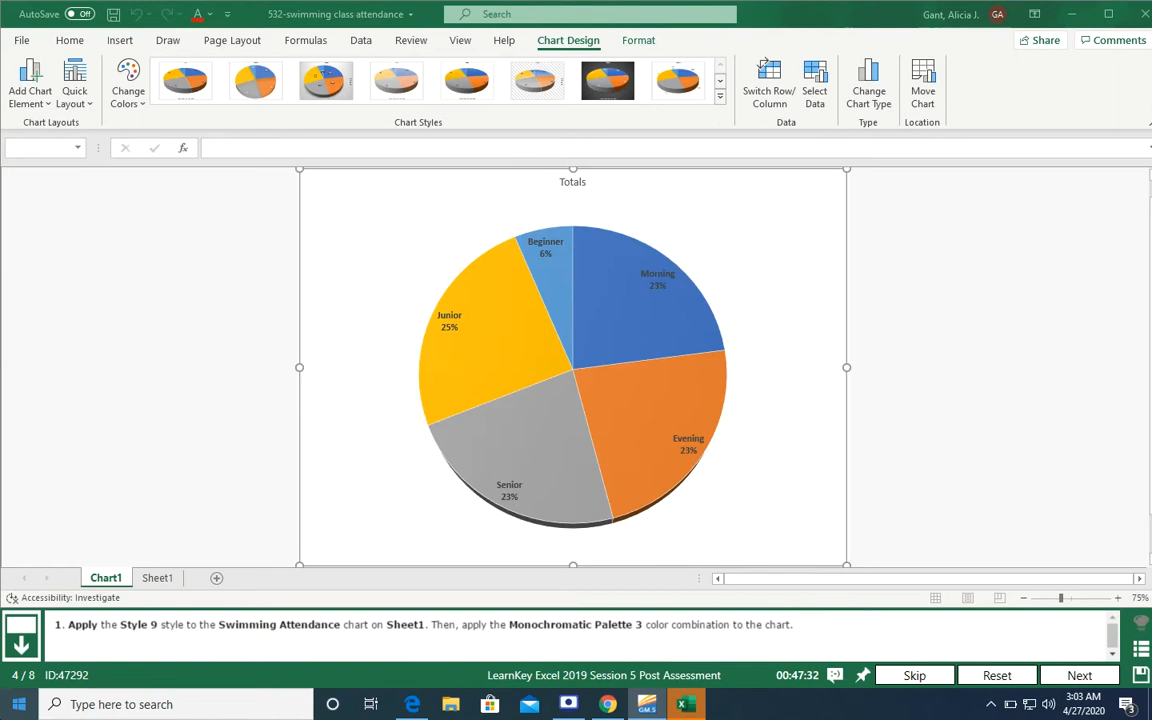 AutoSave Off 532-swimming class attendance Search Gant, Alicia J. GA
File Home Insert Draw Page Layout Formulas Data Review View Help Chart Design Format Share Comments
Add Chart Element Quick Layout Change Colors Switch Row/ Column Select Data Change Chart Type Move Chart
Chart Layouts Chart Styles Data Type Location
fx
Totals
Beginner
6%
Morning
23%
Junior
25%
Evening
23%
Senior
23%
Chart1 Sheet1
Accessibility: Investigate 75%
1. Apply the Style 9 style to the Swimming Attendance chart on Sheet1. Then, apply the Monochromatic Palette 3 color combination to the chart.
4 / 8 ID:47292 LearnKey Excel 2019 Session 5 Post Assessment 00:47:32 Skip Reset Next
Type here to search GM5 3:03 AM
4/27/2020 3